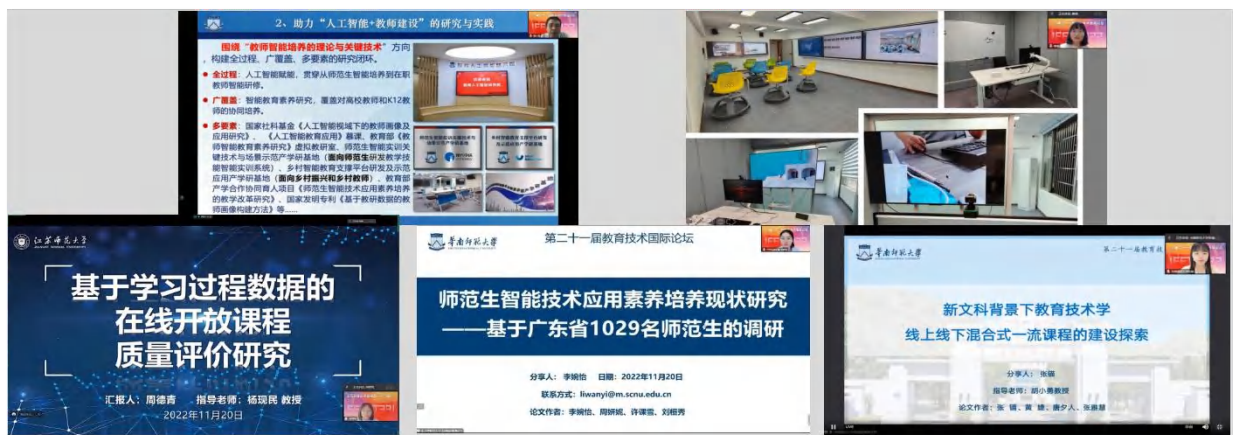 2、助力“人工智能+教师建设”的研究与实践
围绕“教师智能培养的理论与关键技术”方向
，构建全过程、广覆盖、多要素的研究闭环。
● 全过程：人工智能赋能，贯穿从师范生智能培养到在职
教师智能研修。
● 广覆盖：智能教育素养研究，覆盖对高校教师和K12教
师的协同培养。
● 多要素：国家社科基金《人工智能视域下的教师画像及
应用研究》、《人工智能教育应用》慕课、教育部《教
师智能教育素养研究》虚拟教研室、师范生智能实训关
键技术与场景示范产学研基地（面向师范生研发教学技
能智能实训系统）、乡村智能教育支撑平台研发及示范
应用产学研基地（面向乡村振兴和乡村教师）、教育部
产学合作协同育人项目《师范生智能技术应用素养培养
的教学改革研究》、国家发明专利《基于教研数据的教
师画像构建方法》等……
江苏师范大学
基于学习过程数据的
在线开放课程
质量评价研究
汇报人：周德青 指导老师：杨现民 教授
2022年11月20日
华南师范大学
第二十一届教育技术国际论坛
师范生智能技术应用素养培养现状研究
——基于广东省1029名师范生的调研
分享人： 李婉怡 日期：2022年11月20日
联系方式：liwanyi@m.scnu.edu.cn
论文作者：李婉怡、周妍妮、许课雪、刘榕秀
华南师范大学
第二十一届教育技
新文科背景下教育技术学
线上线下混合式一流课程的建设探索
分享人：
指导老师：胡小勇教授
论文作者：